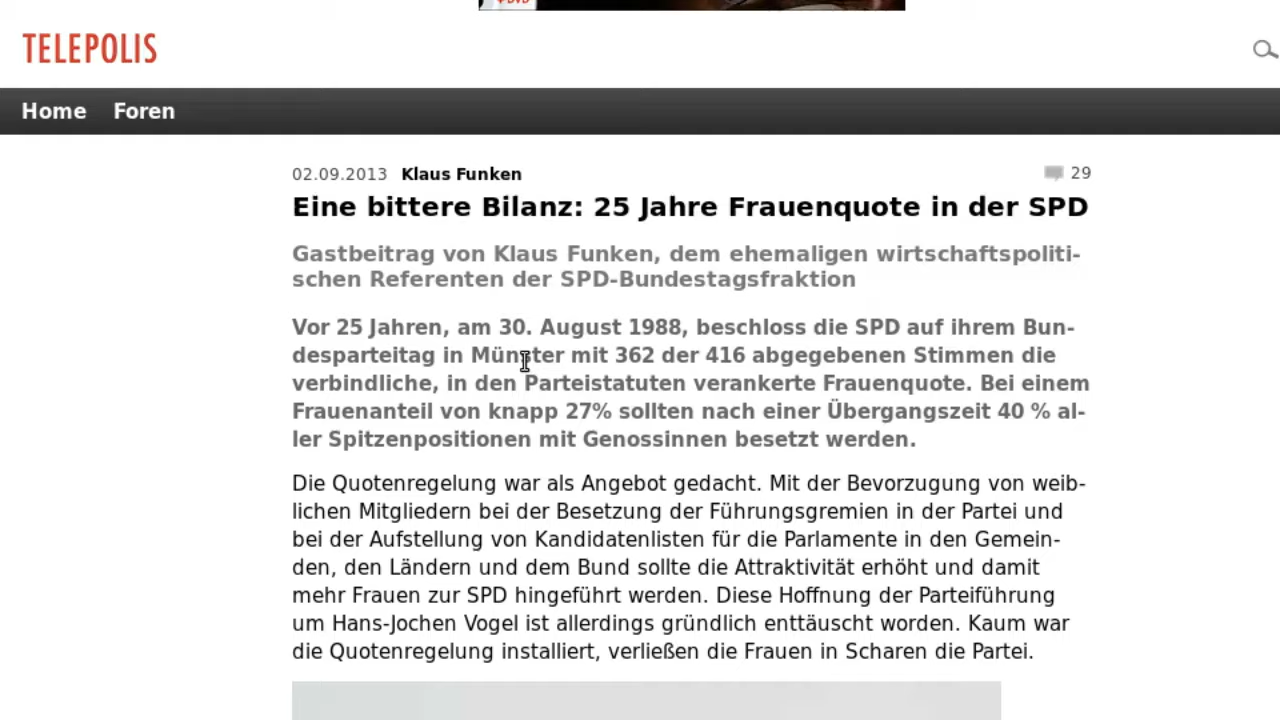 + DVD
TELEPOLIS
Home Foren
02.09.2013 Klaus Funken 29
Eine bittere Bilanz: 25 Jahre Frauenquote in der SPD
Gastbeitrag von Klaus Funken, dem ehemaligen wirtschaftspoliti-
schen Referenten der SPD-Bundestagsfraktion
Vor 25 Jahren, am 30. August 1988, beschloss die SPD auf ihrem Bun-
desparteitag in Münster mit 362 der 416 abgegebenen Stimmen die
verbindliche, in den Parteistatuten verankerte Frauenquote. Bei einem
Frauenanteil von knapp 27% sollten nach einer Übergangszeit 40 % al-
ler Spitzenpositionen mit Genossinnen besetzt werden.
Die Quotenregelung war als Angebot gedacht. Mit der Bevorzugung von weib-
lichen Mitgliedern bei der Besetzung der Führungsgremien in der Partei und
bei der Aufstellung von Kandidatenlisten für die Parlamente in den Gemein-
den, den Ländern und dem Bund sollte die Attraktivität erhöht und damit
mehr Frauen zur SPD hingeführt werden. Diese Hoffnung der Parteiführung
um Hans-Jochen Vogel ist allerdings gründlich enttäuscht worden. Kaum war
die Quotenregelung installiert, verließen die Frauen in Scharen die Partei.